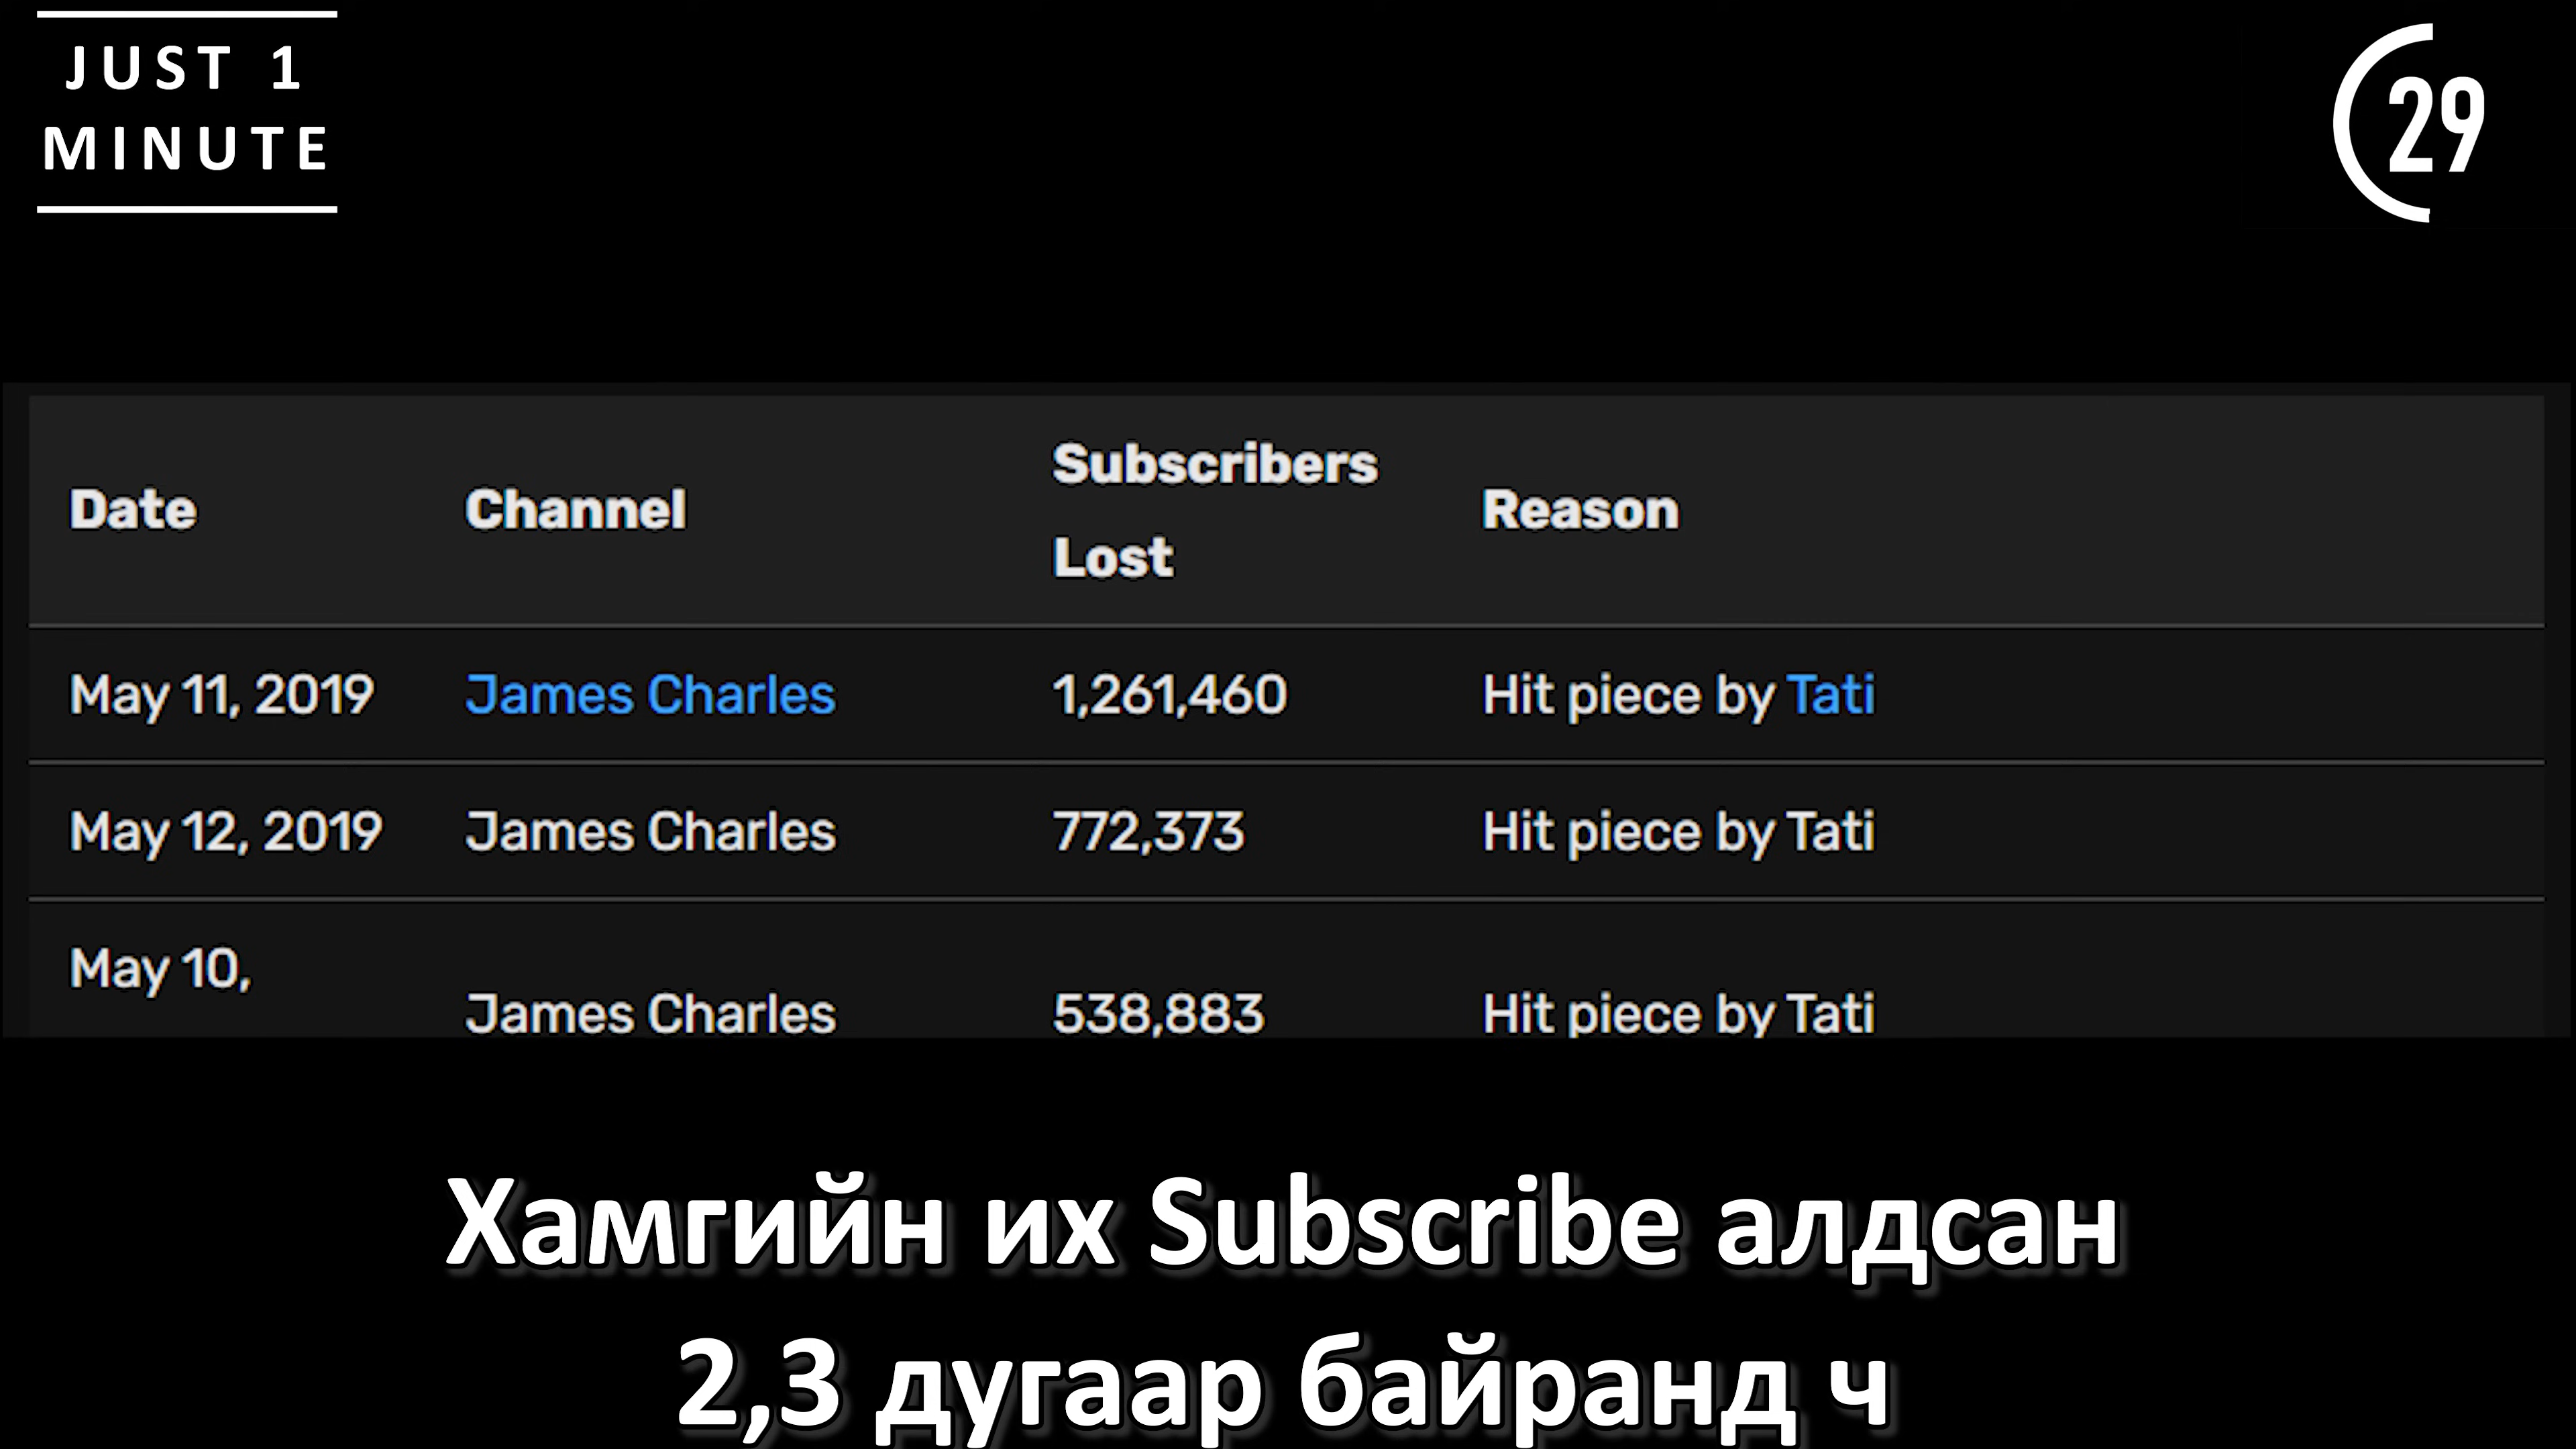 JUST 1
MINUTE
29
Date Channel Subscribers Lost Reason
May 11, 2019 James Charles 1,261,460 Hit piece by Tati
May 12, 2019 James Charles 772,373 Hit piece by Tati
May 10, James Charles 538,883 Hit piece by Tati
Хамгийн их Subscribe алдсан
2,3 дугаар байранд ч